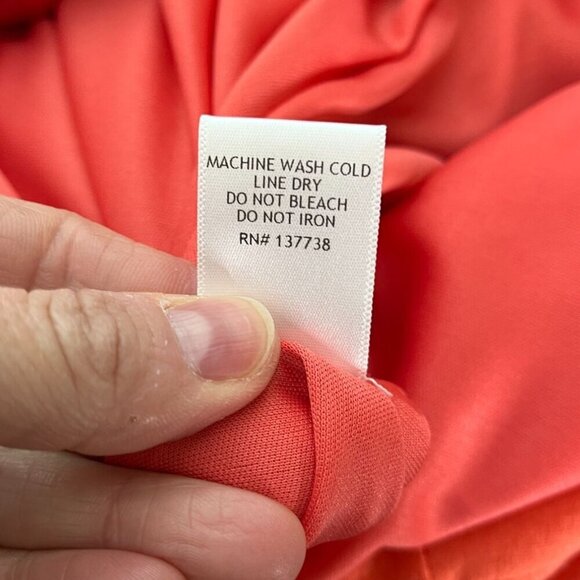 MACHINE WASH COLD
LINE DRY
DO NOT BLEACH
DO NOT IRON
RN# 137738